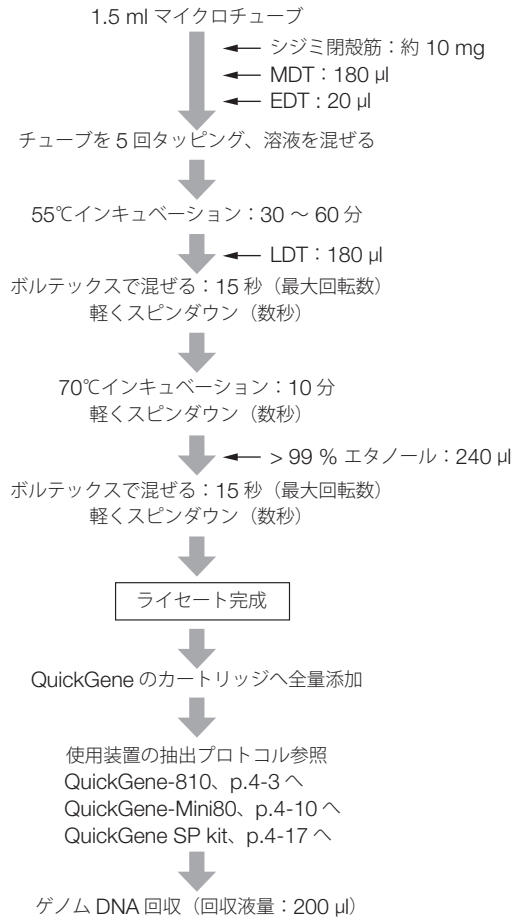 1.5 ml マイクロチューブ
シジミ閉殻筋：約 10 mg
MDT：180 µl
EDT : 20 µl
チューブを 5 回タッピング、溶液を混ぜる
55℃インキュベーション：30 ～ 60 分
LDT：180 µl
ボルテックスで混ぜる：15 秒（最大回転数）
軽くスピンダウン（数秒）
70℃インキュベーション：10 分
軽くスピンダウン（数秒）
> 99 % エタノール：240 µl
ボルテックスで混ぜる：15 秒（最大回転数）
軽くスピンダウン（数秒）
ライセート完成
QuickGene のカートリッジへ全量添加
使用装置の抽出プロトコル参照
QuickGene-810、p.4-3 へ
QuickGene-Mini80、p.4-10 へ
QuickGene SP kit、p.4-17 へ
ゲノム DNA 回収（回収液量：200 µl）